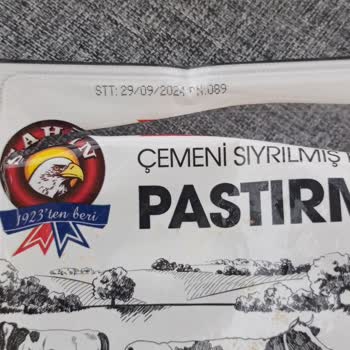 STT: 29/09/2024 PN:089
ŞAHİN
ÇEMENİ SIYRILMIŞ
1923'ten beri
PASTIRM